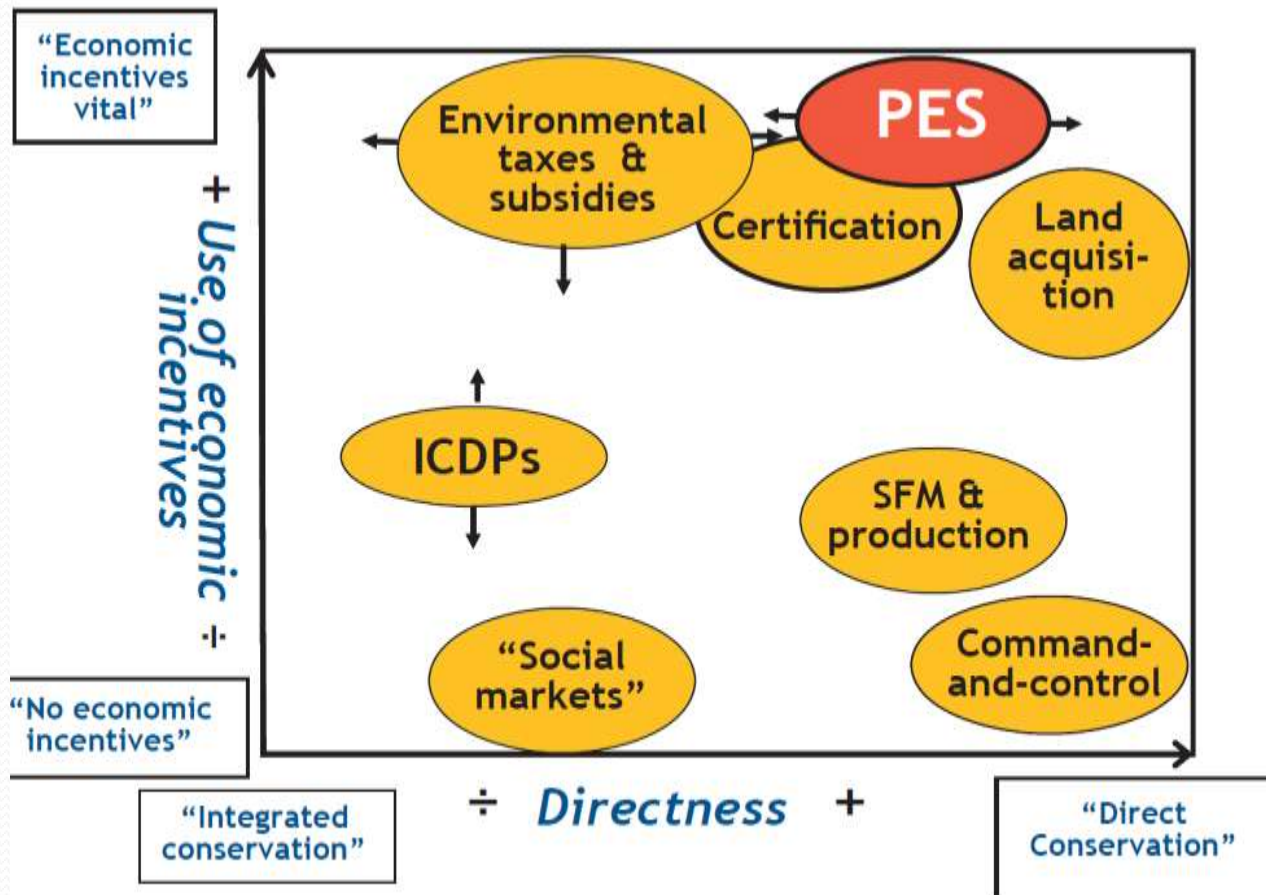 “Economic
incentives
vital”
+ Use of economic ÷
incentives
“No economic
incentives”
Environmental
taxes &
subsidies
PES
Certification
Land
acquisi-
tion
ICDPs
SFM &
production
“Social
markets”
Command-
and-control
“Integrated
conservation”
÷ Directness +
“Direct
Conservation”